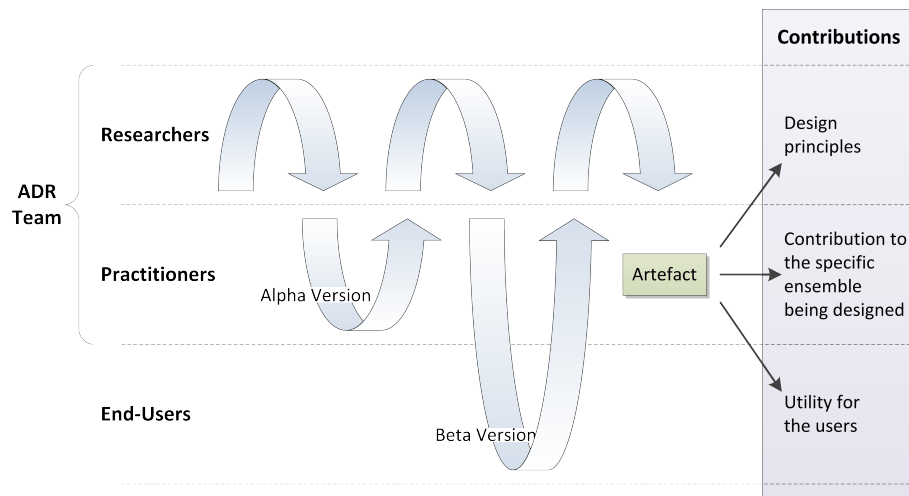 Contributions
Researchers
Design
principles
ADR
Team
Practitioners
Alpha Version
Artefact
Contribution to
the specific
ensemble
being designed
End-Users
Beta Version
Utility for
the users